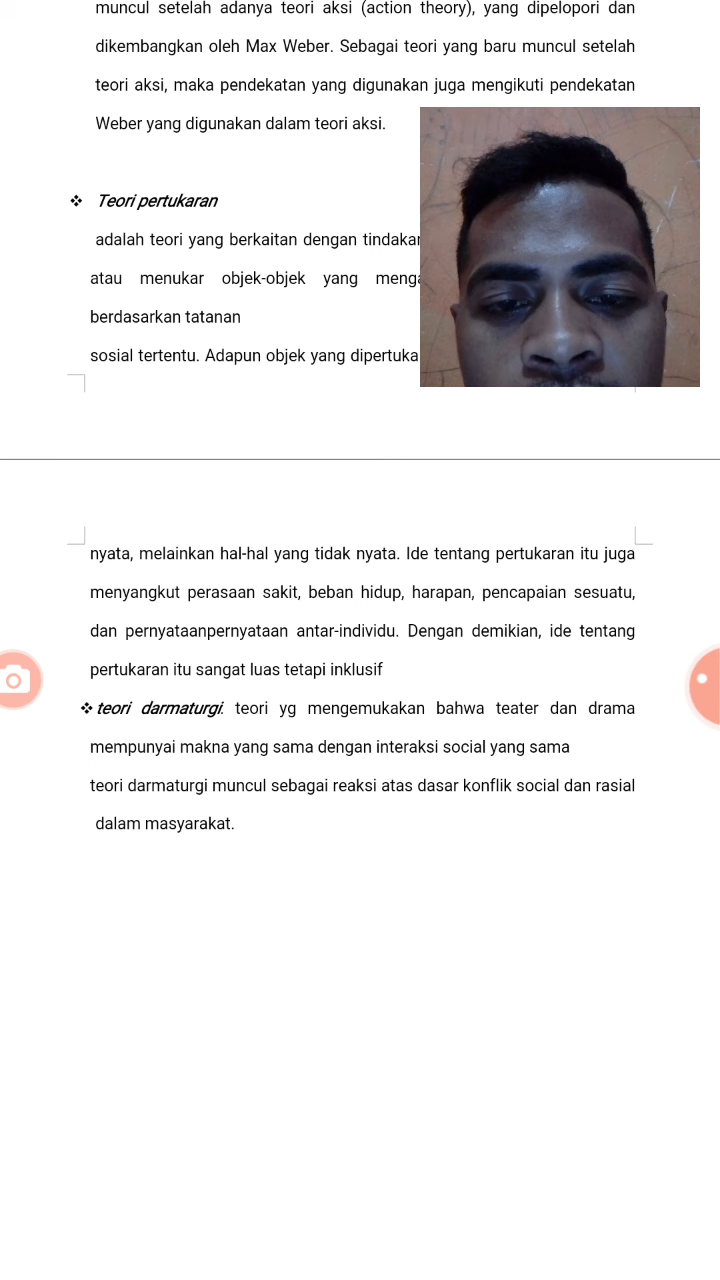 muncul setelah adanya teori aksi (action theory), yang dipelopori dan
dikembangkan oleh Max Weber. Sebagai teori yang baru muncul setelah
teori aksi, maka pendekatan yang digunakan juga mengikuti pendekatan
Weber yang digunakan dalam teori aksi.
❖ Teori pertukaran
adalah teori yang berkaitan dengan
atau menukar objek-objek yang
berdasarkan tatanan
sosial tertentu. Adapun objek yang
nyata, melainkan hal-hal yang tidak nyata. Ide tentang pertukaran itu juga
menyangkut perasaan sakit, beban hidup, harapan, pencapaian sesuatu,
dan pernyataanpernyataan antar-individu. Dengan demikian, ide tentang
pertukaran itu sangat luas tetapi inklusif
❖ teori darmaturgi. teori yg mengemukakan bahwa teater dan drama
mempunyai makna yang sama dengan interaksi social yang sama
teori darmaturgi muncul sebagai reaksi atas dasar konflik social dan rasial
dalam masyarakat.